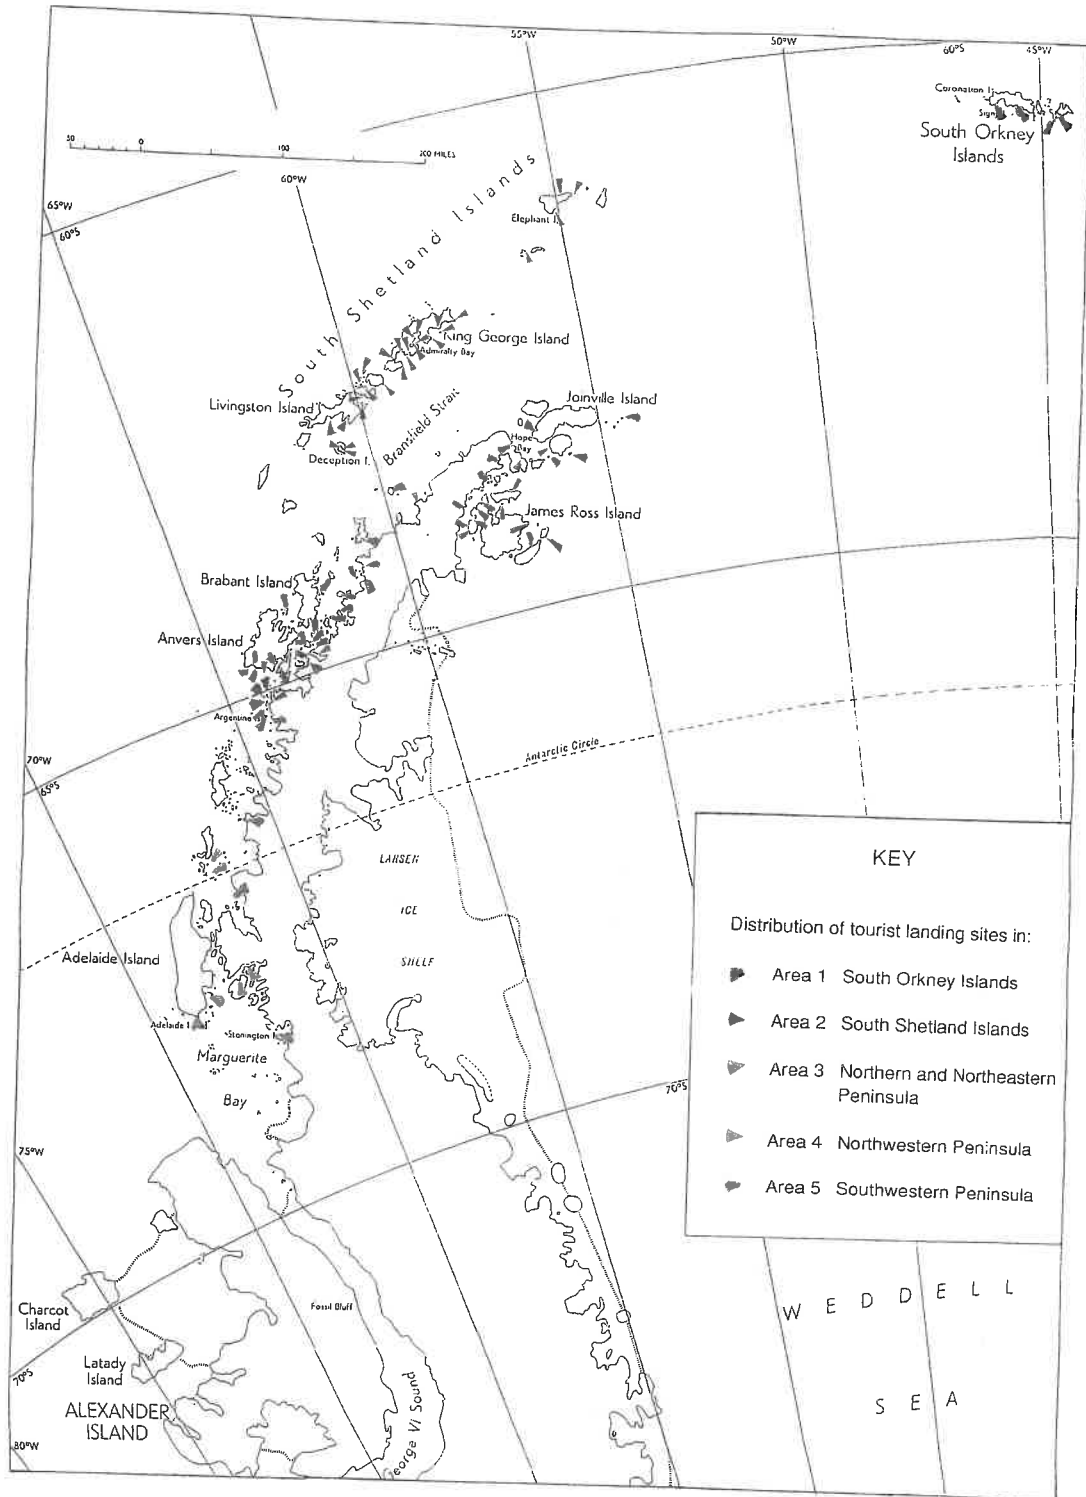 55°W
50°W
60°S
45°W
Coronation I.
Signy I.
South Orkney
Islands
50
0
100
200 MILES
60°W
65°W
60°S
South Shetland Islands
Elephant I.
King George Island
Admiralty Bay
Livingston Island
Bransfield Strait
Joinville Island
Hope
Bay
Deception I.
James Ross Island
Brabant Island
Anvers Island
Argentine Is
70°W
65°S
Antarctic Circle
LARSEN
ICE
SHELF
Adelaide Island
Adelaide I.
Stonington I.
Marguerite
Bay
70°S
75°W
KEY
Distribution of tourist landing sites in:
Area 1 South Orkney Islands
Area 2 South Shetland Islands
Area 3 Northern and Northeastern
Peninsula
Area 4 Northwestern Peninsula
Area 5 Southwestern Peninsula
Charcot
Island
Fossil Bluff
WEDDELL
SEA
Latady
Island
70°S
ALEXANDER
ISLAND
George VI Sound
80°W